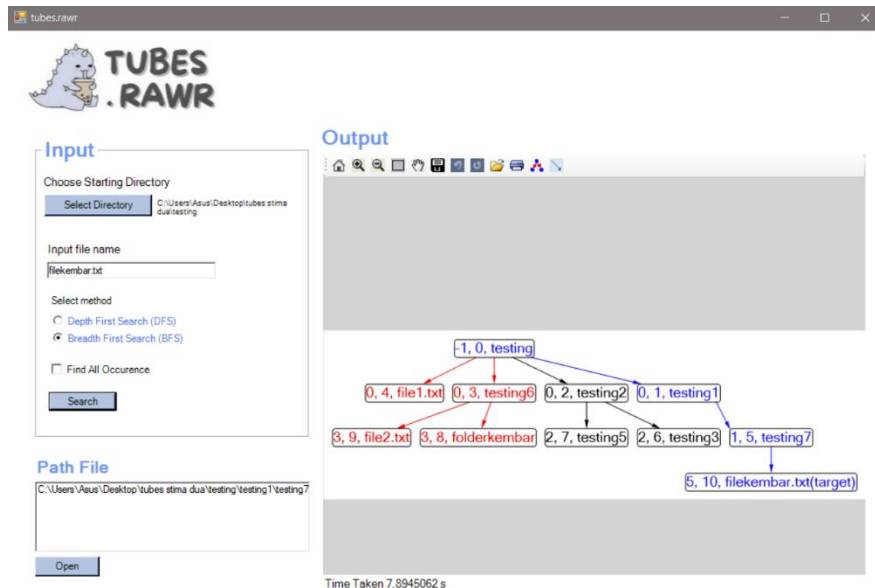 tubes.rawr
TUBES
.RAWR
Input
Choose Starting Directory
Select Directory
C:\Users\Asus\Desktop\tubes stima
dua\testing
Input file name
filekembar.txt
Select method
Depth First Search (DFS)
Breadth First Search (BFS)
Find All Occurence
Search
Path File
C:\Users\Asus\Desktop\tubes stima dua\testing\testing1\testing7
Open
Output
-1, 0, testing
0, 4, file1.txt
0, 3, testing6
0, 2, testing2
0, 1, testing1
3, 9, file2.txt
3, 8, folderkembar
2, 7, testing5
2, 6, testing3
1, 5, testing7
5, 10, filekembar.txt(target)
Time Taken 7,8945062 s